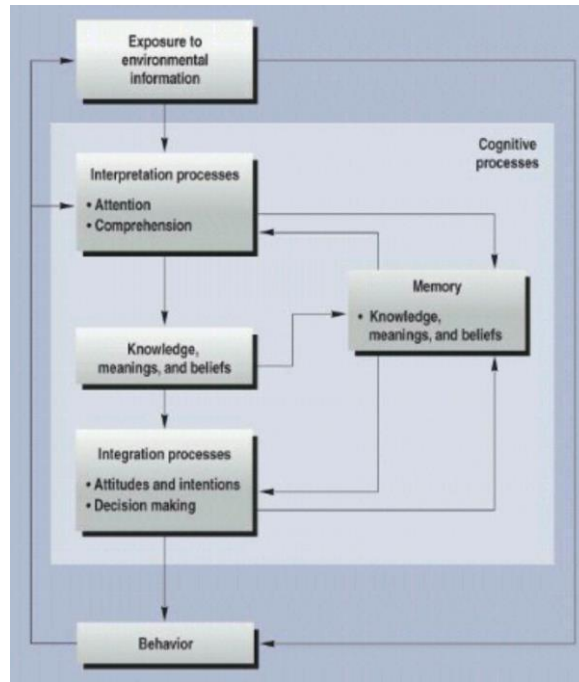 Exposure to
environmental
information
Cognitive
processes
Interpretation processes
• Attention
• Comprehension
Memory
• Knowledge,
meanings, and beliefs
Knowledge,
meanings, and beliefs
Integration processes
• Attitudes and intentions
• Decision making
Behavior